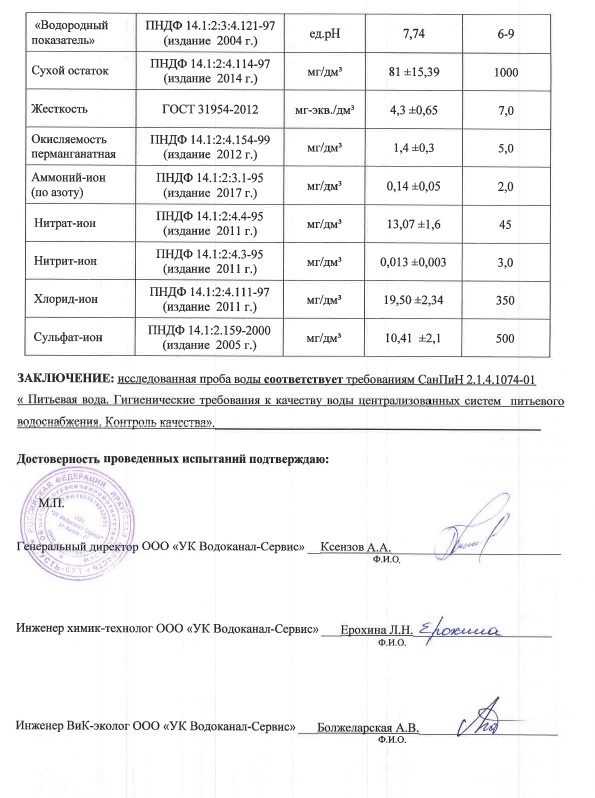 «Водородный показатель» ПНДФ 14.1:2:3:4.121-97 (издание 2004 г.) ед.рН 7,74 6-9
Сухой остаток ПНДФ 14.1:2:4.114-97 (издание 2014 г.) мг/дм³ 81 ±15,39 1000
Жесткость ГОСТ 31954-2012 мг-экв./дм³ 4,3 ±0,65 7,0
Окисляемость перманганатная ПНДФ 14.1:2:4.154-99 (издание 2012 г.) мг/дм³ 1,4 ±0,3 5,0
Аммоний-ион (по азоту) ПНДФ 14.1:2:3.1-95 (издание 2017 г.) мг/дм³ 0,14 ±0,05 2,0
Нитрат-ион ПНДФ 14.1:2:4.4-95 (издание 2011 г.) мг/дм³ 13,07 ±1,6 45
Нитрит-ион ПНДФ 14.1:2:4.3-95 (издание 2011 г.) мг/дм³ 0,013 ±0,003 3,0
Хлорид-ион ПНДФ 14.1:2:4.111-97 (издание 2011 г.) мг/дм³ 19,50 ±2,34 350
Сульфат-ион ПНДФ 14.1:2.159-2000 (издание 2005 г.) мг/дм³ 10,41 ±2,1 500
ЗАКЛЮЧЕНИЕ: исследованная проба воды соответствует требованиям СанПиН 2.1.4.1074-01
« Питьевая вода. Гигиенические требования к качеству воды централизованных систем питьевого
водоснабжения. Контроль качества».
Достоверность проведенных испытаний подтверждаю:
РОССИЙСКАЯ ФЕДЕРАЦИЯ ИРКУТСКАЯ ОБЛАСТЬ
М.П.
Генеральный директор ООО «УК Водоканал-Сервис» Ксензов А.А.
Ф.И.О.
Инженер химик-технолог ООО «УК Водоканал-Сервис» Ерохина Л.Н. Ерохина
Ф.И.О.
Инженер ВиК-эколог ООО «УК Водоканал-Сервис» Болжеларская А.В.
Ф.И.О.